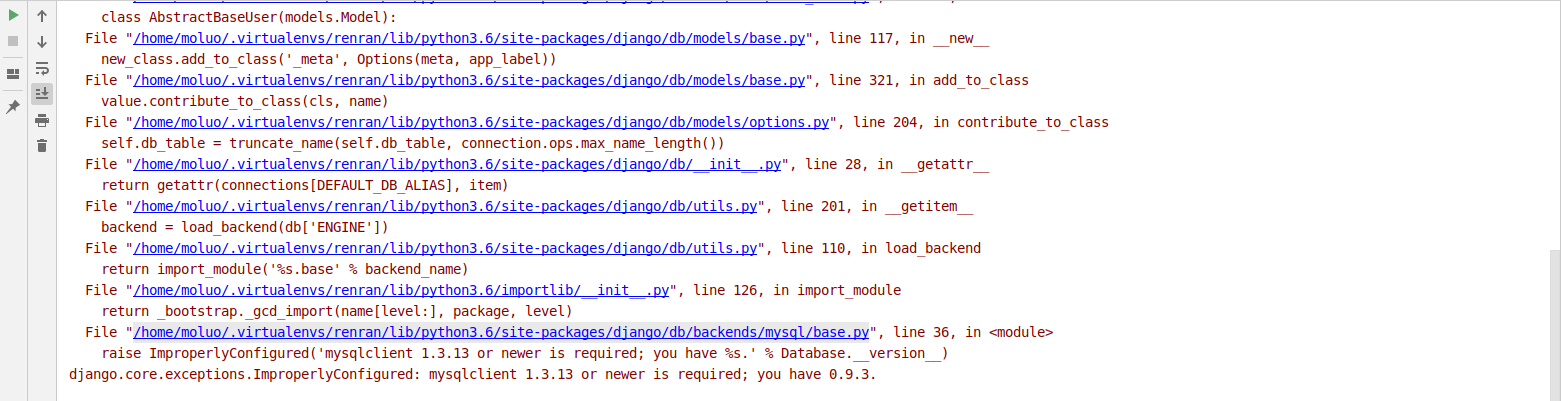 class AbstractBaseUser(models.Model):
File "/home/moluo/.virtualenvs/renran/lib/python3.6/site-packages/django/db/models/base.py", line 117, in __new__
new_class.add_to_class('_meta', Options(meta, app_label))
File "/home/moluo/.virtualenvs/renran/lib/python3.6/site-packages/django/db/models/base.py", line 321, in add_to_class
value.contribute_to_class(cls, name)
File "/home/moluo/.virtualenvs/renran/lib/python3.6/site-packages/django/db/models/options.py", line 204, in contribute_to_class
self.db_table = truncate_name(self.db_table, connection.ops.max_name_length())
File "/home/moluo/.virtualenvs/renran/lib/python3.6/site-packages/django/db/__init__.py", line 28, in __getattr__
return getattr(connections[DEFAULT_DB_ALIAS], item)
File "/home/moluo/.virtualenvs/renran/lib/python3.6/site-packages/django/db/utils.py", line 201, in __getitem__
backend = load_backend(db['ENGINE'])
File "/home/moluo/.virtualenvs/renran/lib/python3.6/site-packages/django/db/utils.py", line 110, in load_backend
return import_module('%s.base' % backend_name)
File "/home/moluo/.virtualenvs/renran/lib/python3.6/importlib/__init__.py", line 126, in import_module
return _bootstrap._gcd_import(name[level:], package, level)
File "/home/moluo/.virtualenvs/renran/lib/python3.6/site-packages/django/db/backends/mysql/base.py", line 36, in <module>
raise ImproperlyConfigured('mysqlclient 1.3.13 or newer is required; you have %s.' % Database.__version__)
django.core.exceptions.ImproperlyConfigured: mysqlclient 1.3.13 or newer is required; you have 0.9.3.